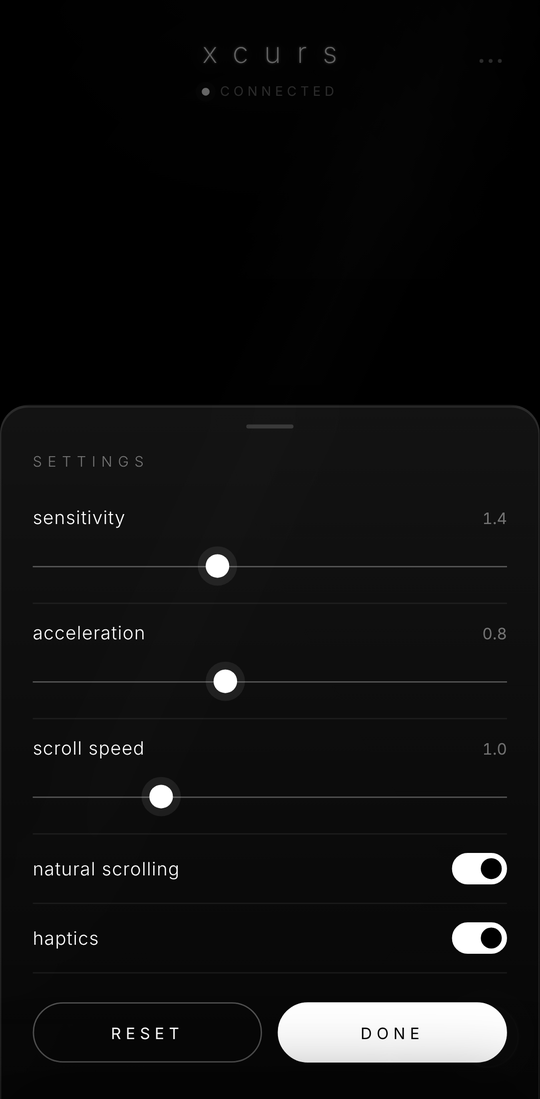 xcurs
...
CONNECTED
SETTINGS
sensitivity 1.4
acceleration 0.8
scroll speed 1.0
natural scrolling
haptics
RESET DONE